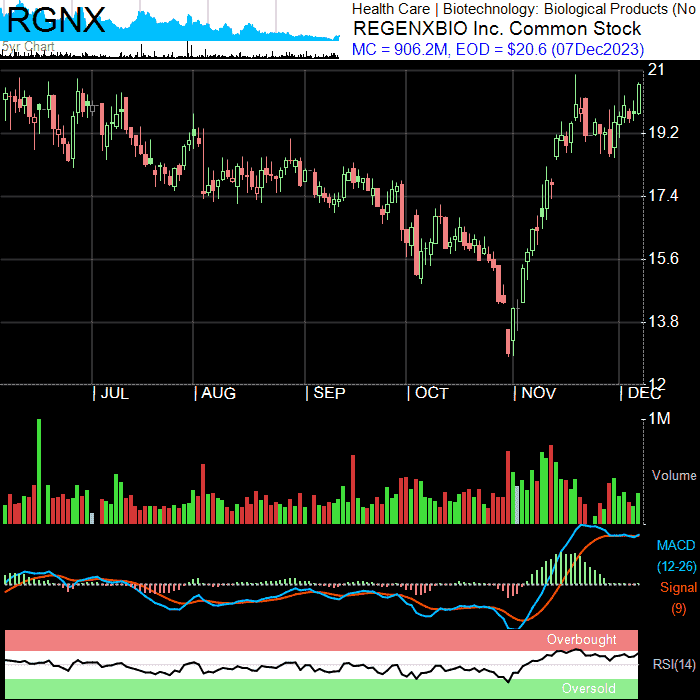 RGNX
5yr Chart
Health Care | Biotechnology: Biological Products (No
REGENXBIO Inc. Common Stock
MC = 906.2M, EOD = $20.6 (07Dec2023)
21
19.2
17.4
15.6
13.8
12
| JUL | AUG | SEP | OCT | NOV | DEC
1M
Volume
MACD
(12-26)
Signal
(9)
Overbought
RSI(14)
Oversold